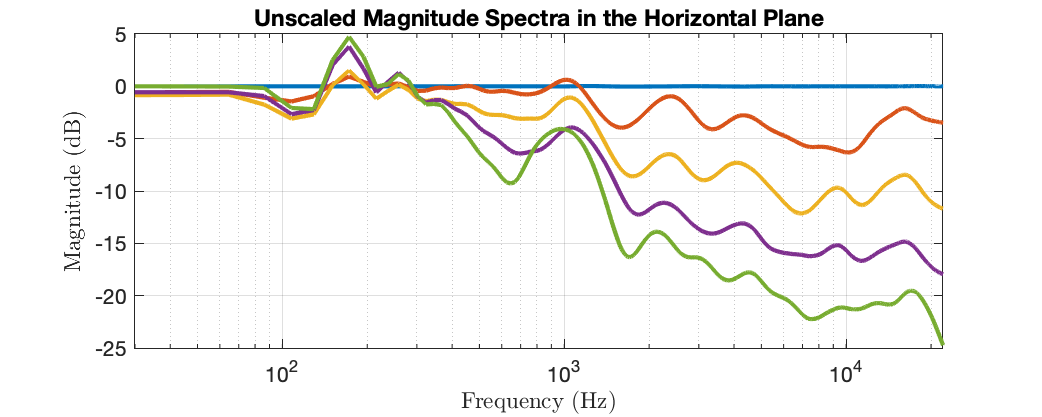 Unscaled Magnitude Spectra in the Horizontal Plane
Magnitude (dB)
5
0
-5
-10
-15
-20
-25
10^2 10^3 10^4
Frequency (Hz)